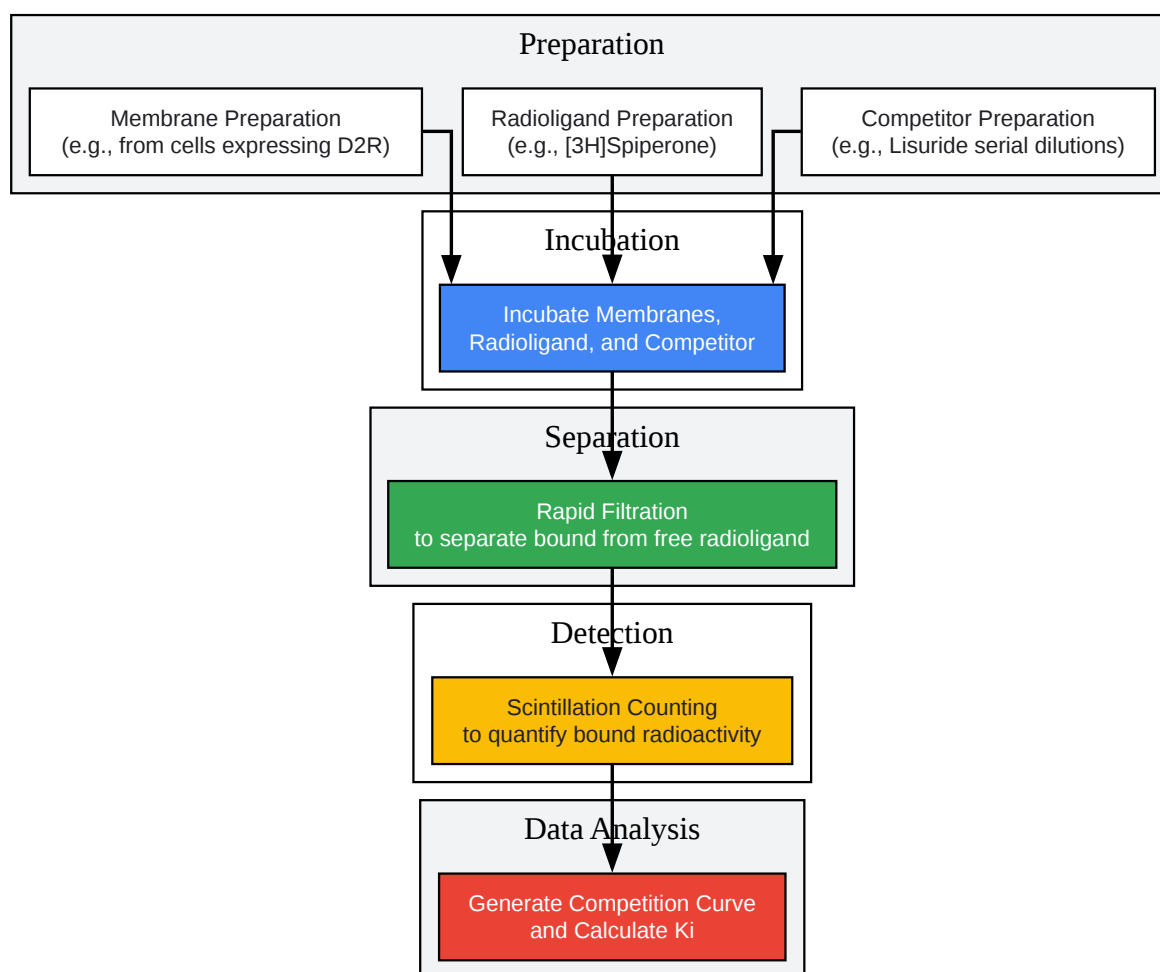 Preparation
Membrane Preparation
(e.g., from cells expressing D2R)
Radioligand Preparation
(e.g., [3H]Spiperone)
Competitor Preparation
(e.g., Lisuride serial dilutions)
Incubation
Incubate Membranes,
Radioligand, and Competitor
Separation
Rapid Filtration
to separate bound from free radioligand
Detection
Scintillation Counting
to quantify bound radioactivity
Data Analysis
Generate Competition Curve
and Calculate Ki